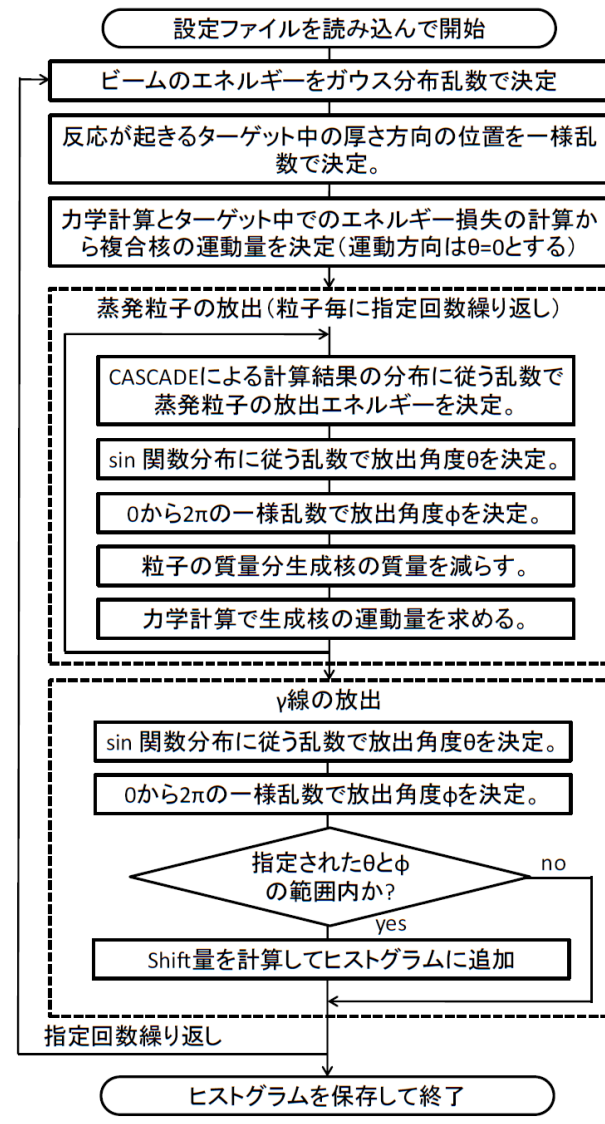 設定ファイルを読み込んで開始
ビームのエネルギーをガウス分布乱数で決定
反応が起きるターゲット中の厚さ方向の位置を一様乱
数で決定。
力学計算とターゲット中でのエネルギー損失の計算か
ら複合核の運動量を決定(運動方向はθ=0とする)
蒸発粒子の放出(粒子毎に指定回数繰り返し)
CASCADEによる計算結果の分布に従う乱数で
蒸発粒子の放出エネルギーを決定。
sin 関数分布に従う乱数で放出角度θを決定。
0から2πの一様乱数で放出角度φを決定。
粒子の質量分生成核の質量を減らす。
力学計算で生成核の運動量を求める。
γ線の放出
sin 関数分布に従う乱数で放出角度θを決定。
0から2πの一様乱数で放出角度φを決定。
指定されたθとφ
の範囲内か?
no
yes
Shift量を計算してヒストグラムに追加
指定回数繰り返し
ヒストグラムを保存して終了